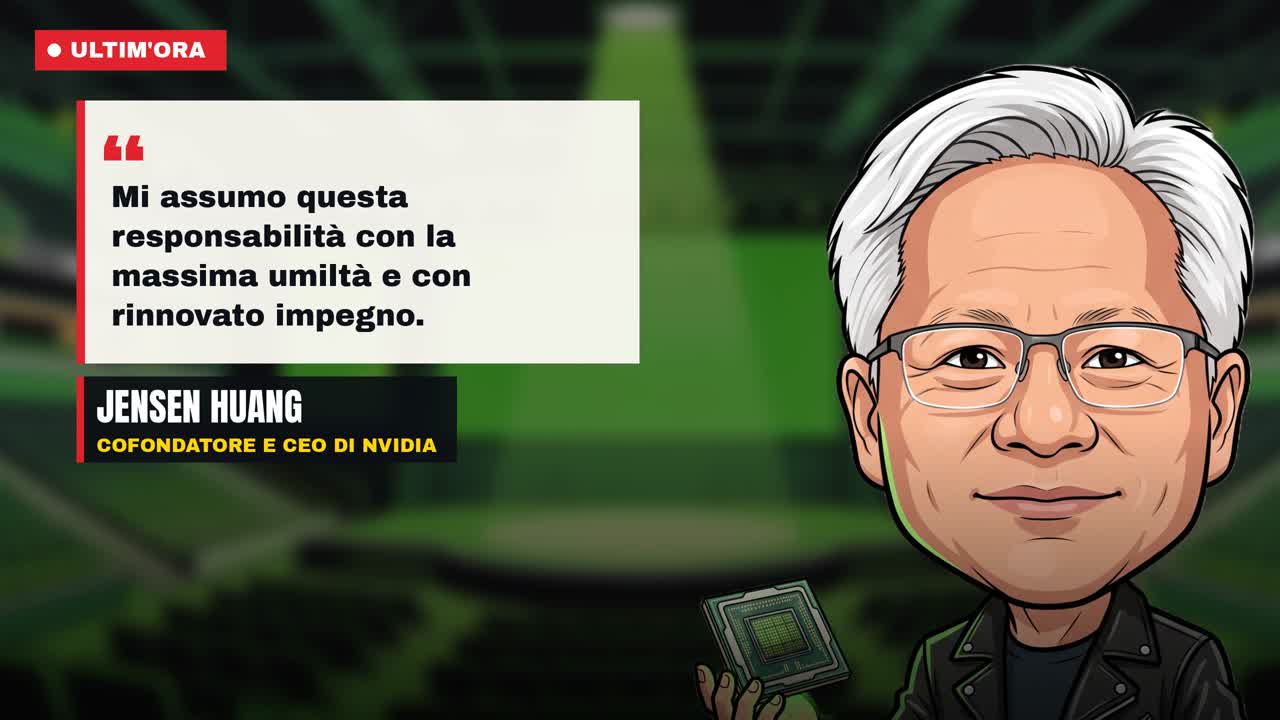 ULTIM'ORA
“
Mi assumo questa
responsabilità con la
massima umiltà e con
rinnovato impegno.
JENSEN HUANG
COFONDATORE E CEO DI NVIDIA